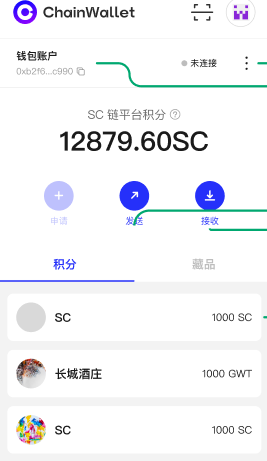 ChainWallet
钱包账户
0xb2f6...c990
未连接
SC 链平台积分
12879.60SC
申请
发送
接收
积分
藏品
SC
1000 SC
长城酒庄
1000 GWT
SC
1000 SC